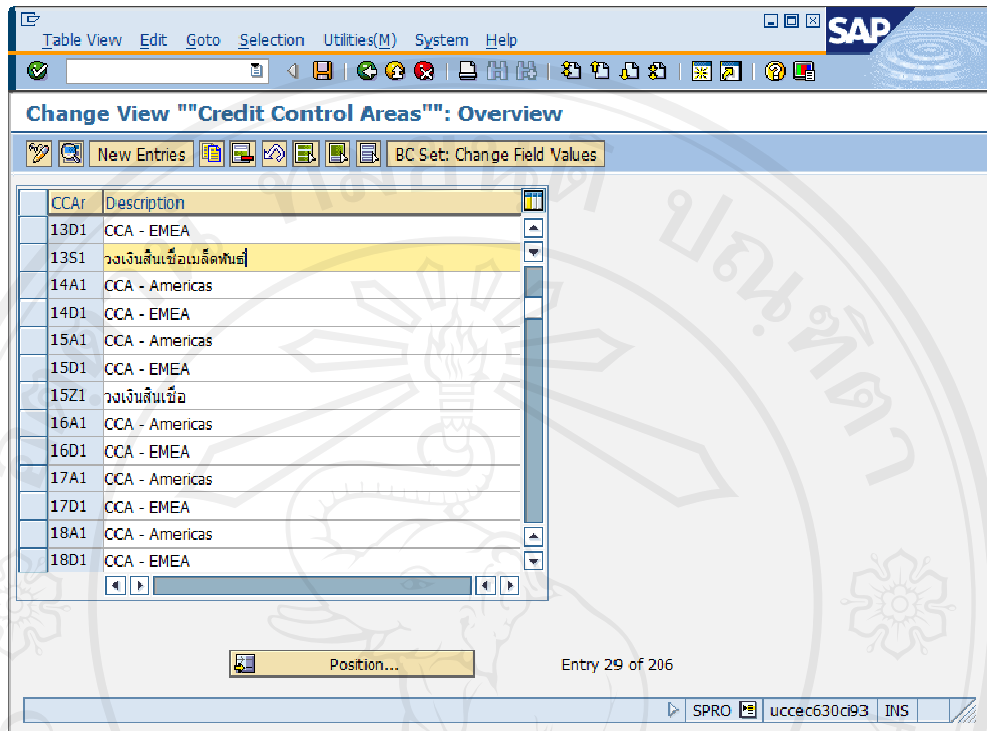 Table View Edit Goto Selection Utilities(M) System Help
SAP
Change View ""Credit Control Areas"": Overview
New Entries BC Set: Change Field Values
CCAr Description
13D1 CCA - EMEA
13S1 วงเงินสินเชื่อเมล็ดพันธ์
14A1 CCA - Americas
14D1 CCA - EMEA
15A1 CCA - Americas
15D1 CCA - EMEA
15Z1 วงเงินสินเชื่อ
16A1 CCA - Americas
16D1 CCA - EMEA
17A1 CCA - Americas
17D1 CCA - EMEA
18A1 CCA - Americas
18D1 CCA - EMEA
Position... Entry 29 of 206
SPRO uccec630ci93 INS